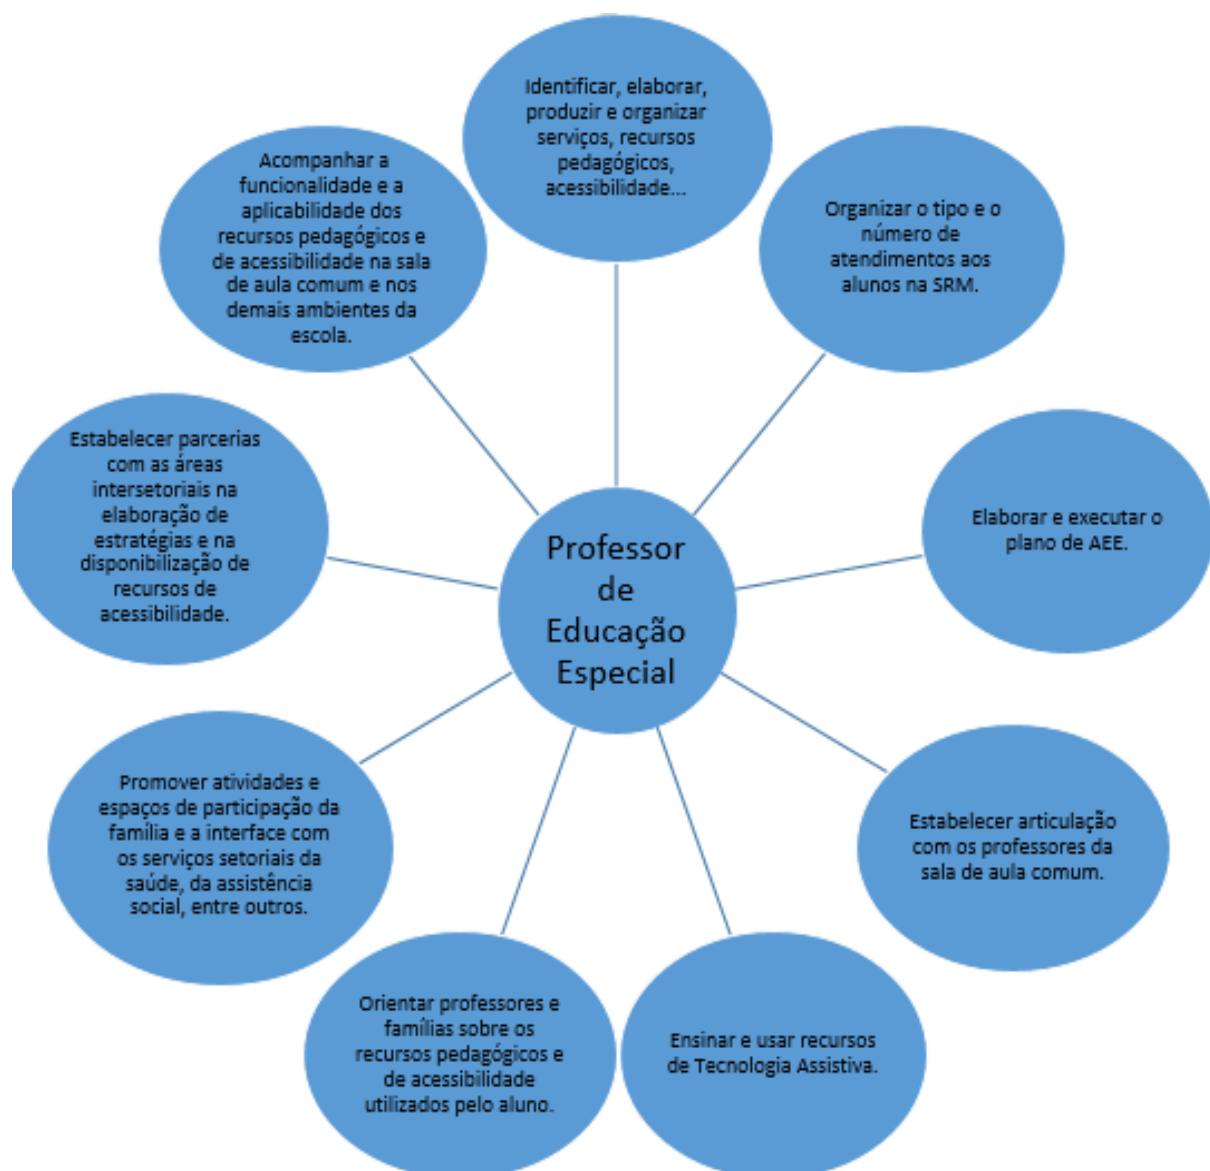 Identificar, elaborar,
produzir e organizar
serviços, recursos
pedagógicos,
acessibilidade...
Organizar o tipo e o
número de
atendimentos aos
alunos na SRM.
Elaborar e executar o
plano de AEE.
Estabelecer articulação
com os professores da
sala de aula comum.
Ensinar e usar recursos
de Tecnologia Assistiva.
Orientar professores e
famílias sobre os
recursos pedagógicos e
de acessibilidade
utilizados pelo aluno.
Promover atividades e
espaços de participação da
família e a interface com
os serviços setoriais da
saúde, da assistência
social, entre outros.
Estabelecer parcerias
com as áreas
intersetoriais na
elaboração de
estratégias e na
disponibilização de
recursos de
acessibilidade.
Acompanhar a
funcionalidade e a
aplicabilidade dos
recursos pedagógicos e
de acessibilidade na sala
de aula comum e nos
demais ambientes da
escola.
Professor
de
Educação
Especial